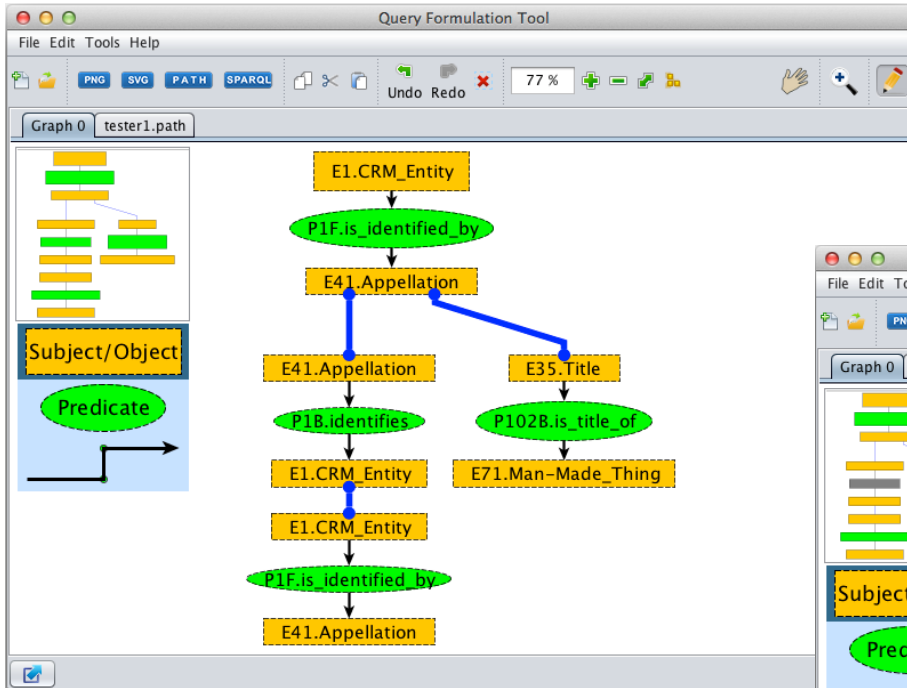 Query Formulation Tool
File Edit Tools Help
PNG SVG PATH SPARQL Undo Redo 77 %
Graph 0 tester1.path
E1.CRM_Entity
P1F.is_identified_by
E41.Appellation
Subject/Object
Predicate
E41.Appellation E35.Title
P1B.identifies P102B.is_title_of
E1.CRM_Entity E71.Man-Made_Thing
E1.CRM_Entity
P1F.is_identified_by
E41.Appellation
File Edit To
PN
Graph 0
Subject
Pred